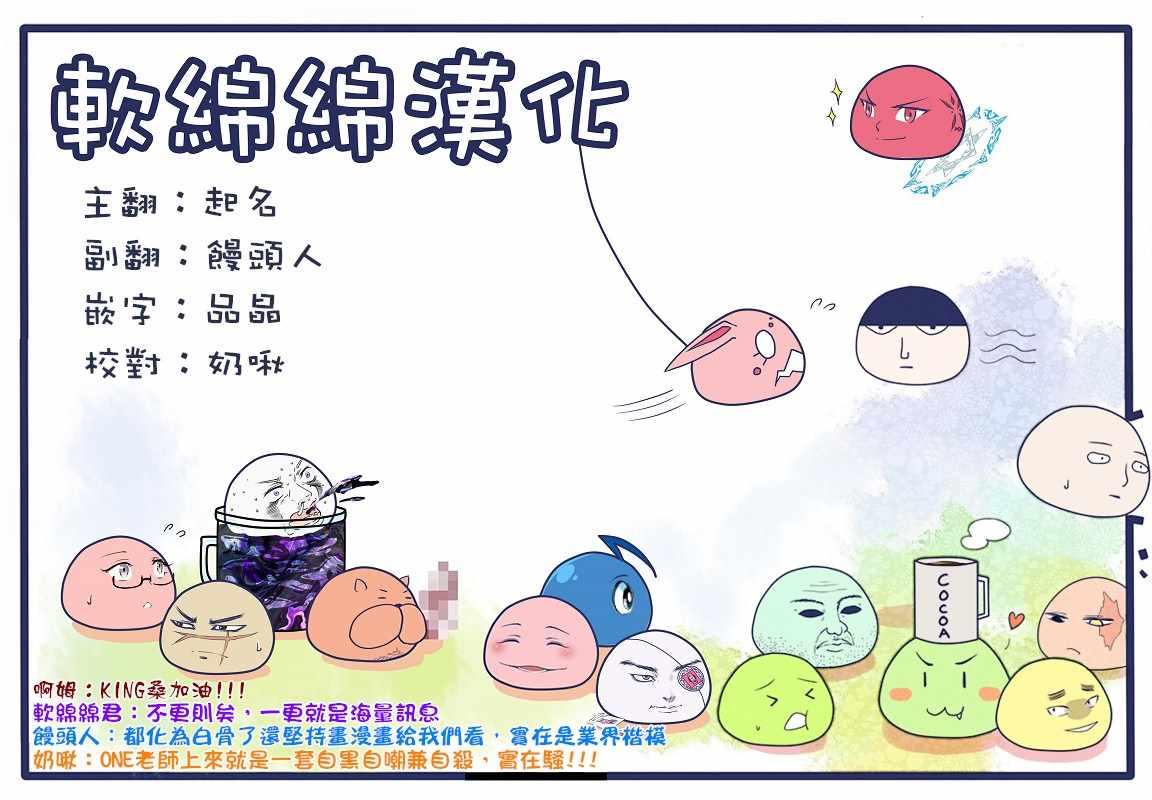 軟綿綿漢化
主翻：起名
副翻：饅頭人
嵌字：品晶
校對：奶啾
COCOA
啊姆：KING桑加油!!!
軟綿綿君：不更則矣，一更就是海量訊息
饅頭人：都化為白骨了還堅持畫漫畫給我們看，實在是業界楷模
奶啾：ONE老師上來就是一套自黑自嘲兼自殺，實在騷!!!